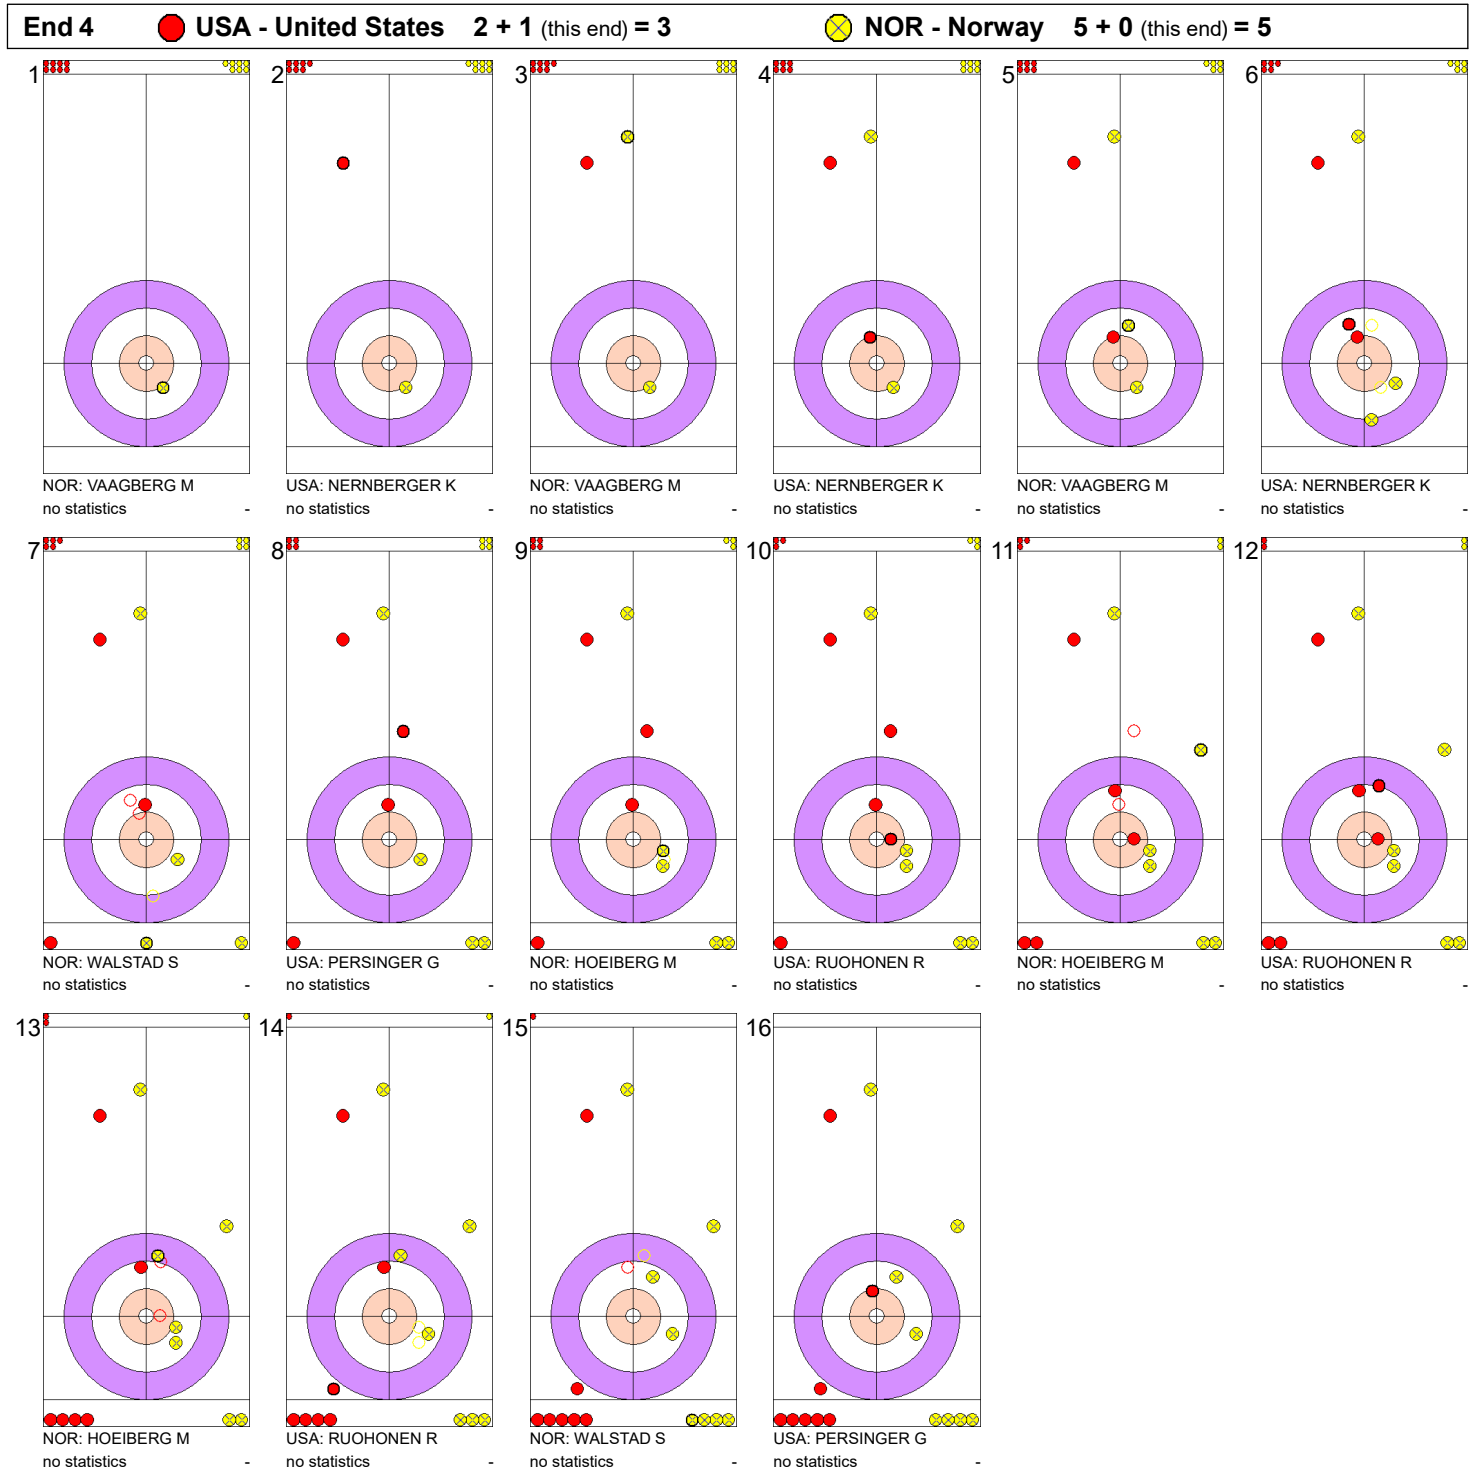 End 4 USA - United States 2 + 1 (this end) = 3 NOR - Norway 5 + 0 (this end) = 5
1 2 3 4 5 6
NOR: VAAGBERG M USA: NERNBERGER K NOR: VAAGBERG M USA: NERNBERGER K NOR: VAAGBERG M USA: NERNBERGER K
no statistics - no statistics - no statistics - no statistics - no statistics - no statistics -
7 8 9 10 11 12
NOR: WALSTAD S USA: PERSINGER G NOR: HOEIBERG M USA: RUOHONEN R NOR: HOEIBERG M USA: RUOHONEN R
no statistics - no statistics - no statistics - no statistics - no statistics - no statistics -
13 14 15 16
NOR: HOEIBERG M USA: RUOHONEN R NOR: WALSTAD S USA: PERSINGER G
no statistics - no statistics - no statistics - no statistics -